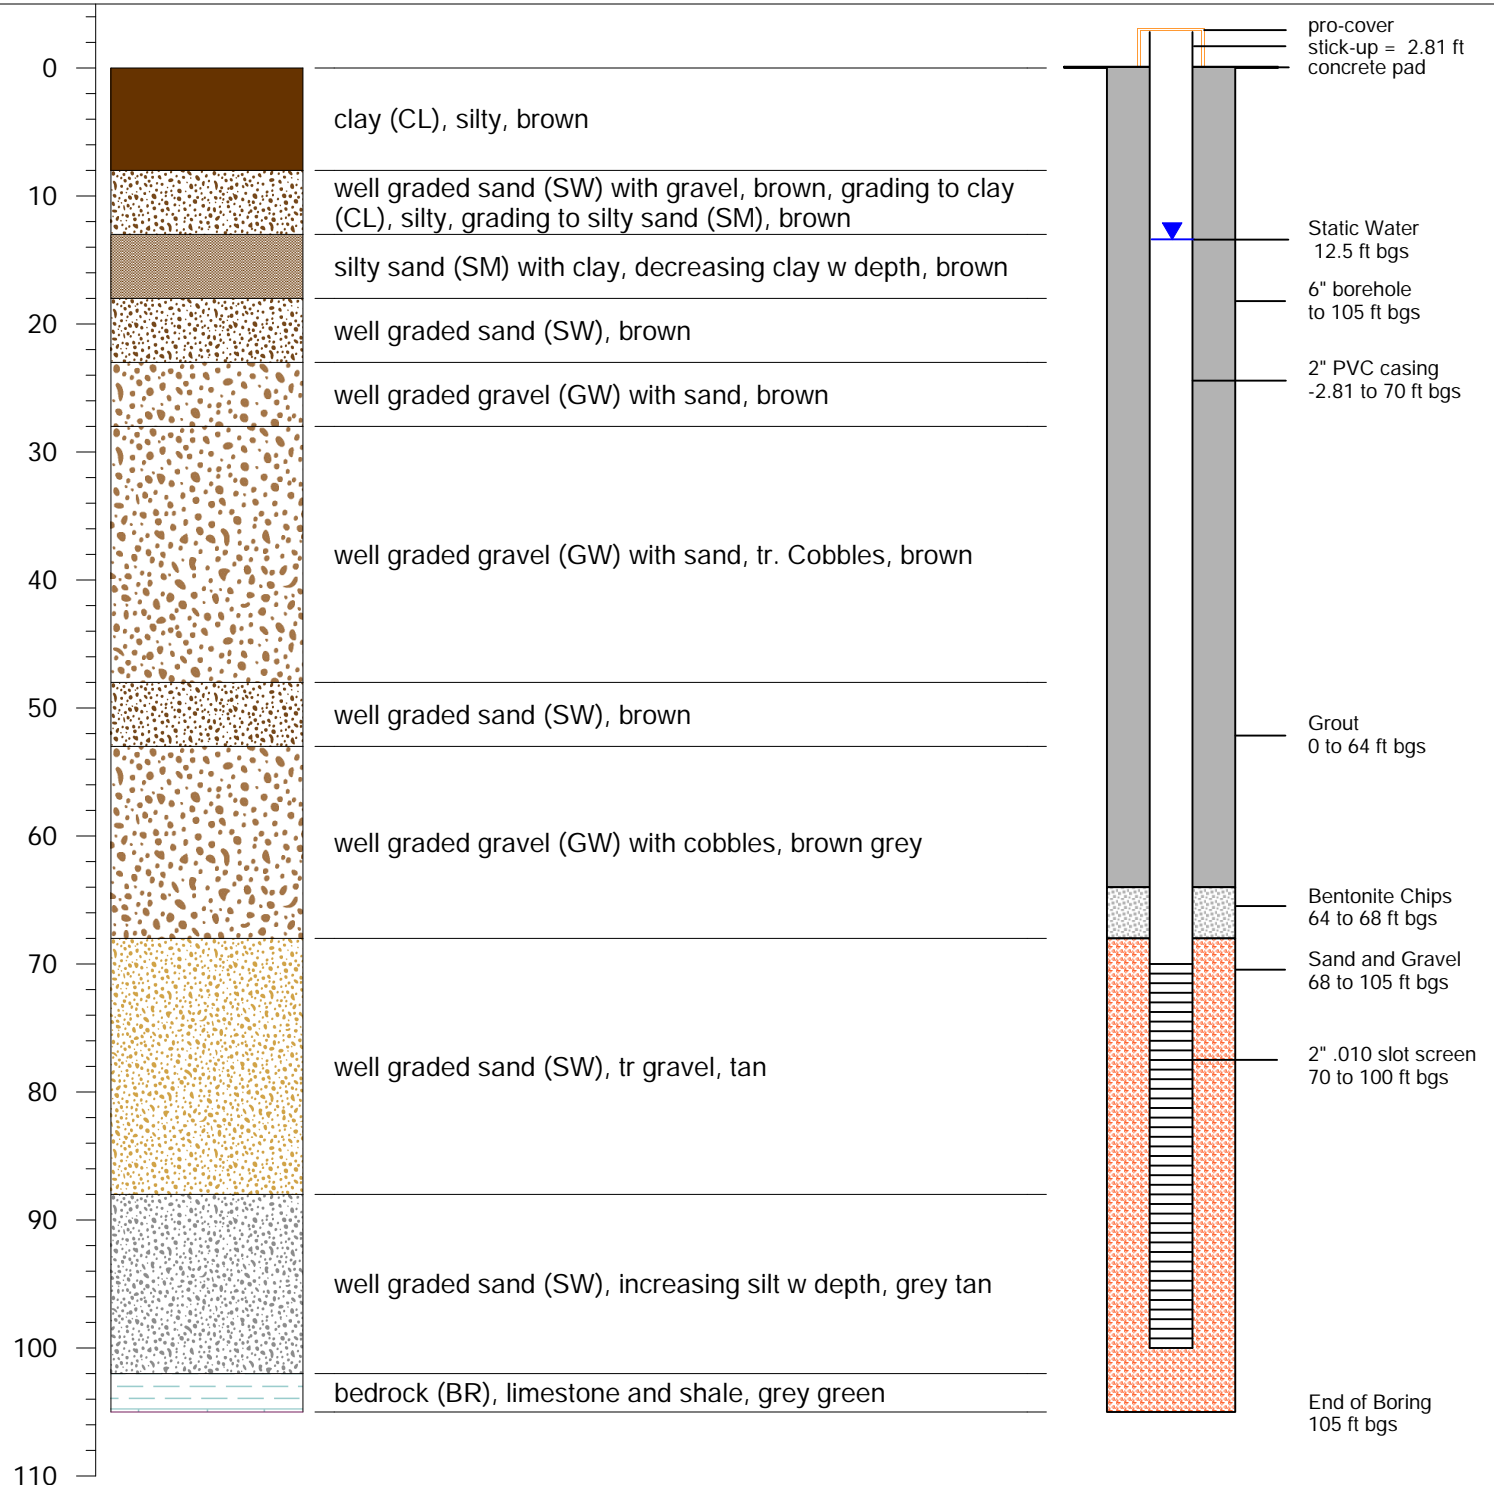 0
10
20
30
40
50
60
70
80
90
100
110
clay (CL), silty, brown
well graded sand (SW) with gravel, brown, grading to clay
(CL), silty, grading to silty sand (SM), brown
silty sand (SM) with clay, decreasing clay w depth, brown
well graded sand (SW), brown
well graded gravel (GW) with sand, brown
well graded gravel (GW) with sand, tr. Cobbles, brown
well graded sand (SW), brown
well graded gravel (GW) with cobbles, brown grey
well graded sand (SW), tr gravel, tan
well graded sand (SW), increasing silt w depth, grey tan
bedrock (BR), limestone and shale, grey green
pro-cover
stick-up = 2.81 ft
concrete pad
Static Water
12.5 ft bgs
6" borehole
to 105 ft bgs
2" PVC casing
-2.81 to 70 ft bgs
Grout
0 to 64 ft bgs
Bentonite Chips
64 to 68 ft bgs
Sand and Gravel
68 to 105 ft bgs
2" .010 slot screen
70 to 100 ft bgs
End of Boring
105 ft bgs